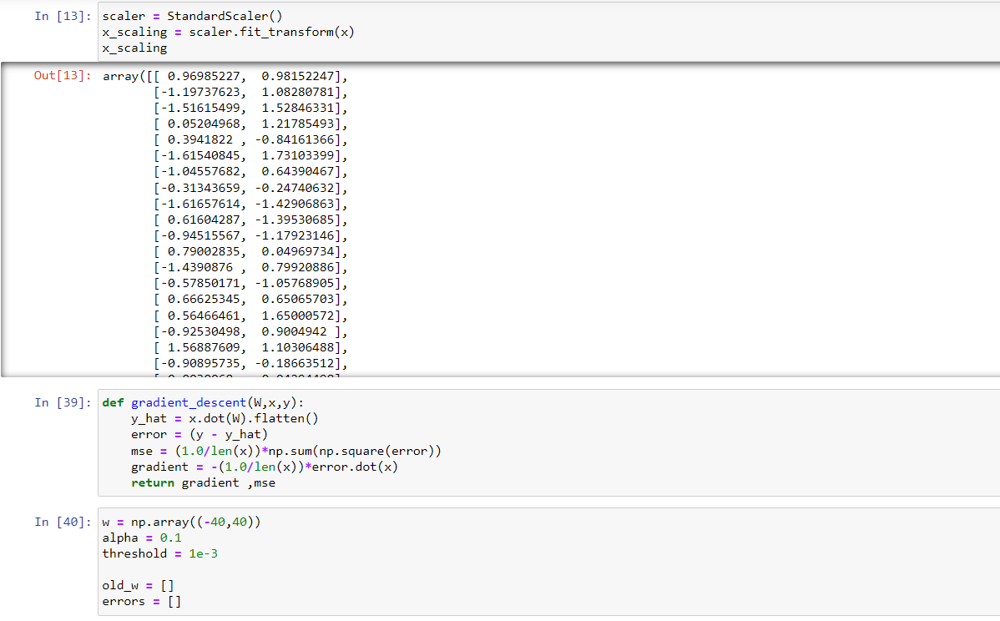 In [13]: scaler = StandardScaler()
x_scaling = scaler.fit_transform(x)
x_scaling
Out[13]: array([[ 0.96985227,  0.98152247],
[-1.19737623,  1.08280781],
[-1.51615499,  1.52846331],
[ 0.05204968,  1.21785493],
[ 0.3941822 , -0.84161366],
[-1.61540845,  1.73103399],
[-1.04557682,  0.64390467],
[-0.31343659, -0.24740632],
[-1.61657614, -1.42906863],
[ 0.61604287, -1.39530685],
[-0.94515567, -1.17923146],
[ 0.79002835,  0.04969734],
[-1.4390876 ,  0.79920886],
[-0.57850171, -1.05768905],
[ 0.66625345,  0.65065703],
[ 0.56466461,  1.65000572],
[-0.92530498,  0.9004942 ],
[ 1.56887609,  1.10306488],
[-0.90895735, -0.18663512],
In [39]: def gradient_descent(W,x,y):
y_hat = x.dot(W).flatten()
error = (y - y_hat)
mse = (1.0/len(x))*np.sum(np.square(error))
gradient = -(1.0/len(x))*error.dot(x)
return gradient ,mse
In [40]: w = np.array((-40,40))
alpha = 0.1
threshold = 1e-3
old_w = []
errors = []